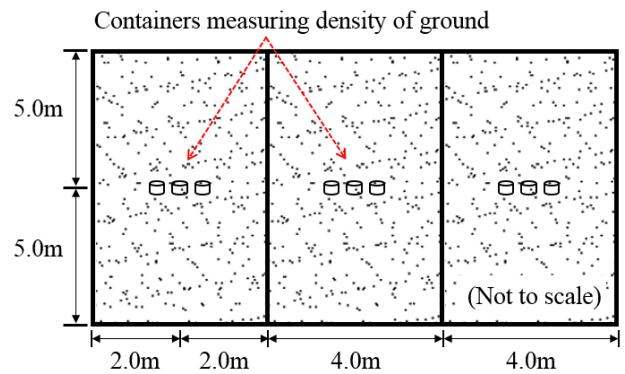 Containers measuring density of ground
5.0m
5.0m
(Not to scale)
2.0m 2.0m 4.0m 4.0m